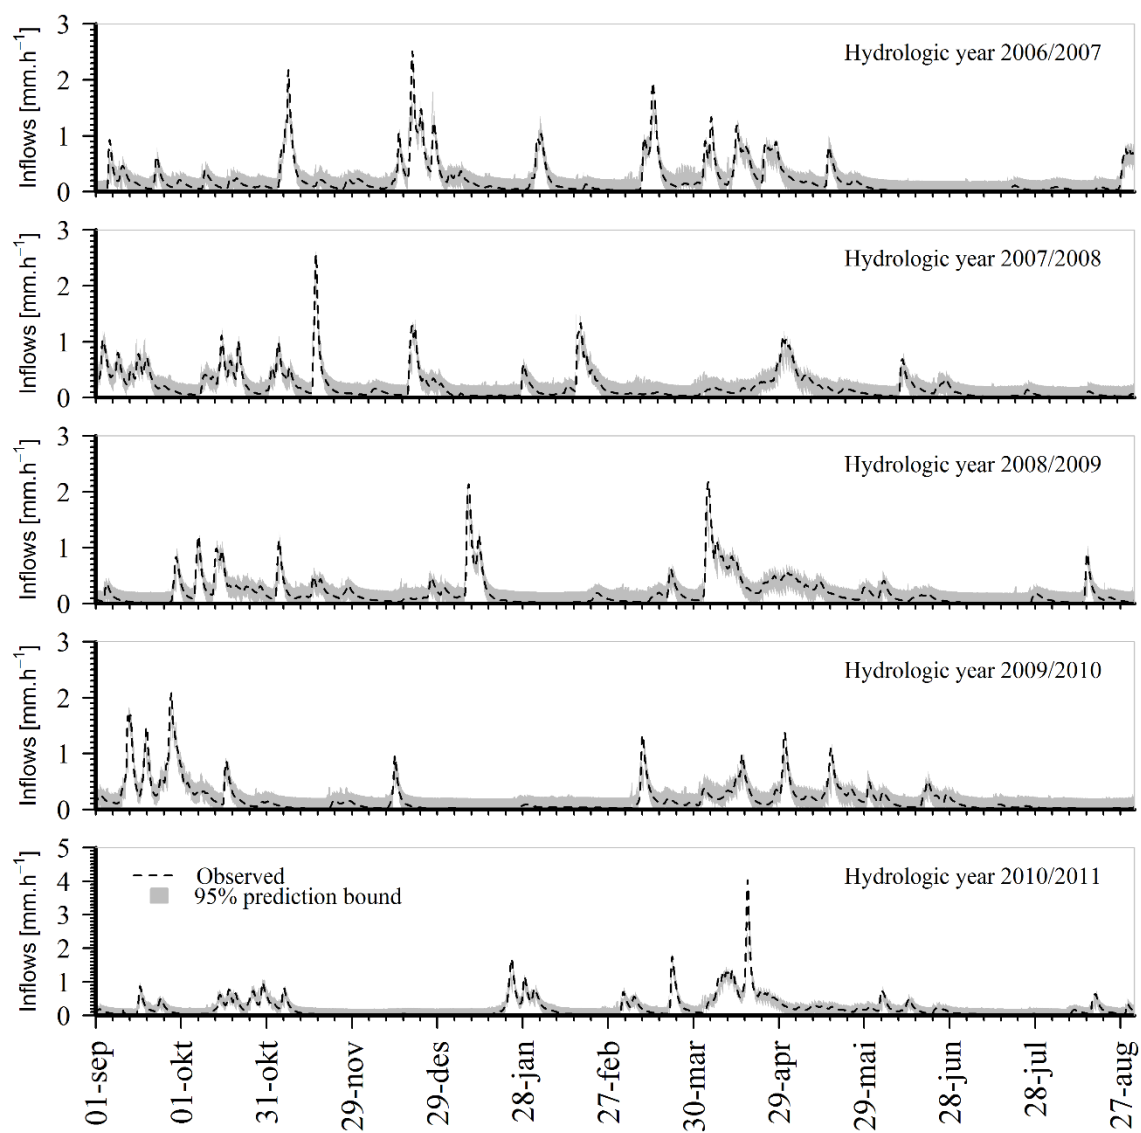 3
2
1
0
Inflows [mm.h⁻¹]
Hydrologic year 2006/2007
3
2
1
0
Inflows [mm.h⁻¹]
Hydrologic year 2007/2008
3
2
1
0
Inflows [mm.h⁻¹]
Hydrologic year 2008/2009
3
2
1
0
Inflows [mm.h⁻¹]
Hydrologic year 2009/2010
5
4
3
2
1
0
Inflows [mm.h⁻¹]
Observed
95% prediction bound
Hydrologic year 2010/2011
01-sep
01-okt
31-okt
29-nov
29-des
28-jan
27-feb
30-mar
29-apr
29-mai
28-jun
28-jul
27-aug